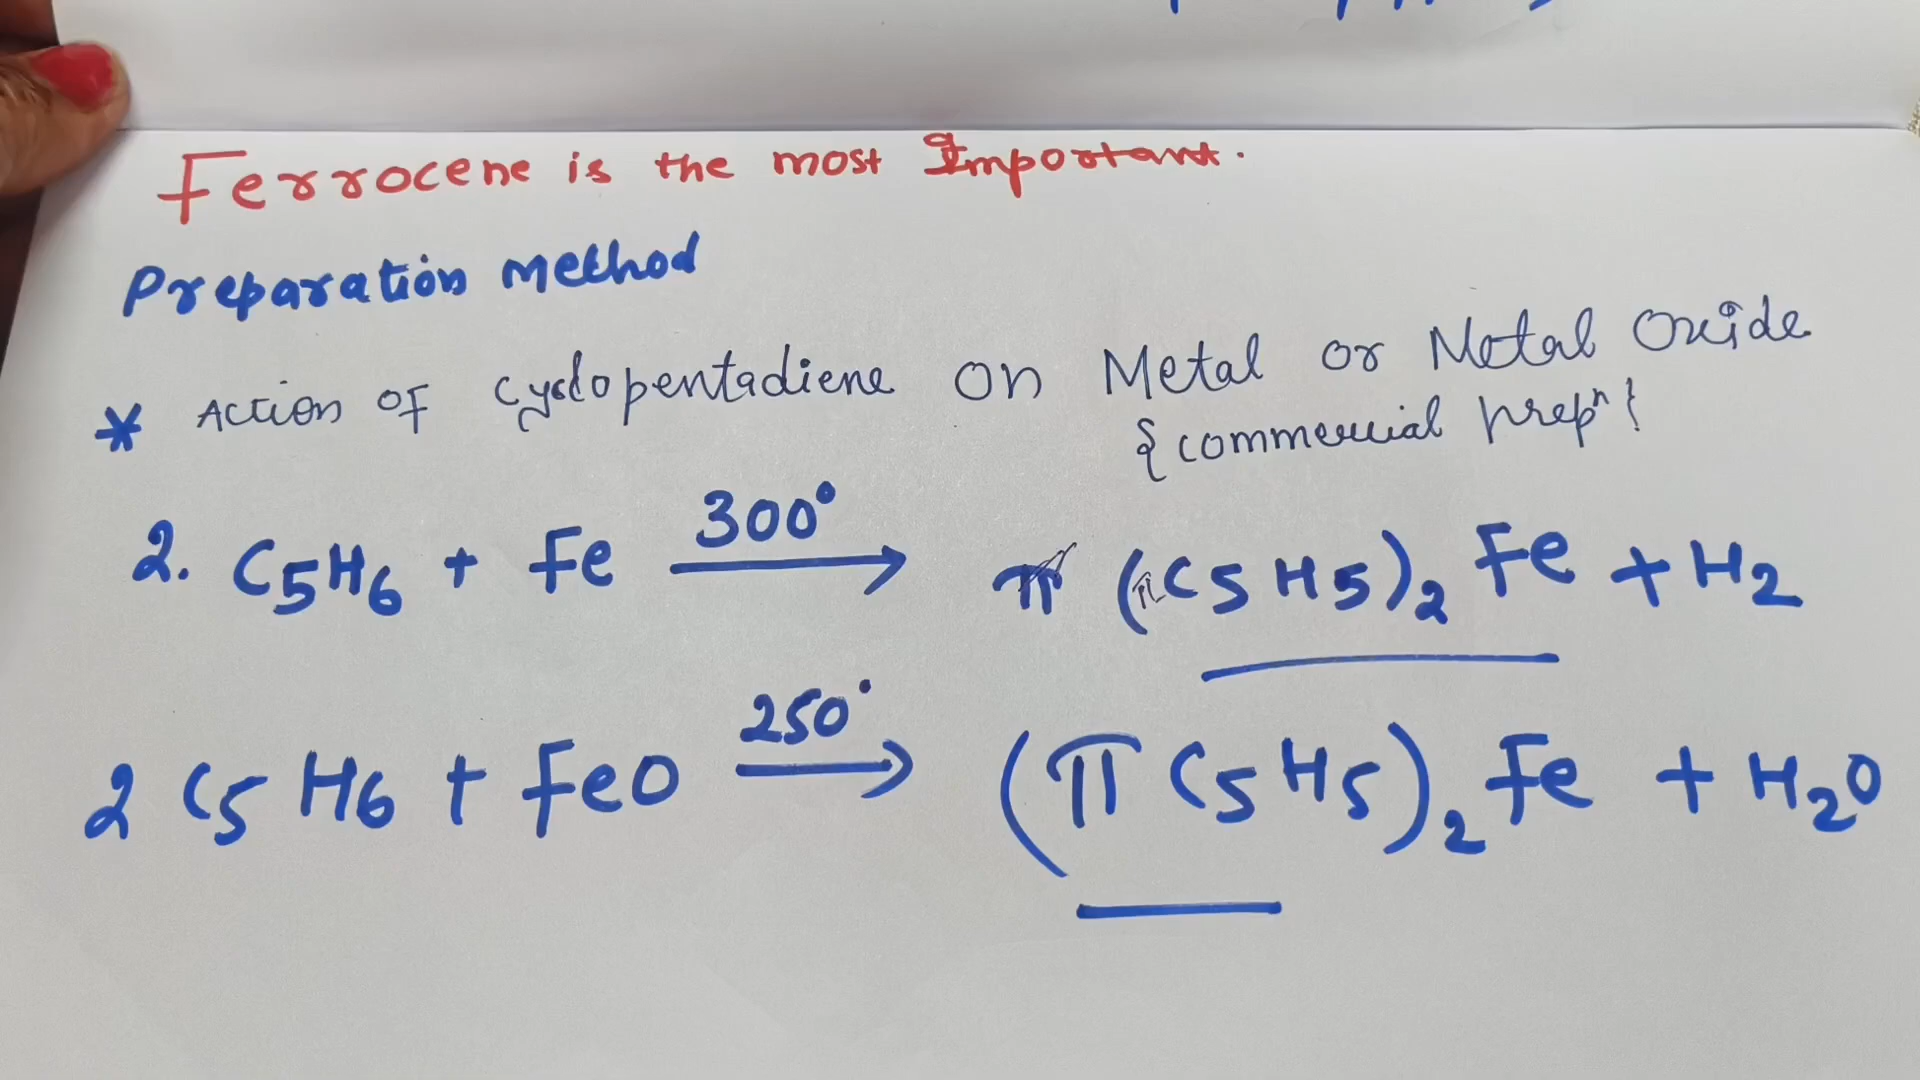 Ferrocene is the most Important.
Preparation method
* Action of cyclopentadiene on Metal or Metal Oxide
{commercial prepⁿ}
2. C5H6 + Fe 300° → π (π C5H5)2 Fe + H2
2 C5H6 + FeO 250° → (π C5H5)2 Fe + H2O